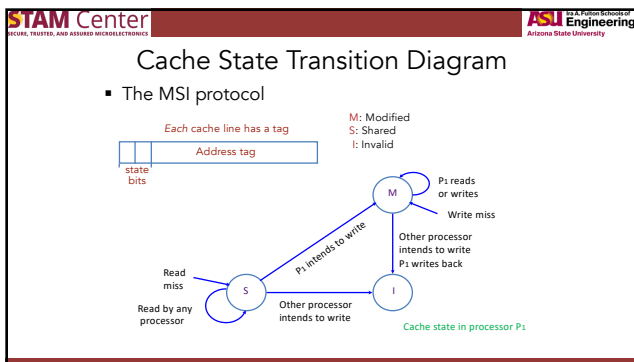 STAM Center
SECURE, TRUSTED, AND ASSURED MICROELECTRONICS
ASU Ira A. Fulton Schools of
Engineering
Arizona State University
Cache State Transition Diagram
▪ The MSI protocol
Each cache line has a tag
Address tag
state
bits
M: Modified
S: Shared
I: Invalid
M
P1 reads
or writes
Write miss
P1 intends to write
Other processor
intends to write
P1 writes back
Read
miss
S
I
Read by any
processor
Other processor
intends to write
Cache state in processor P1